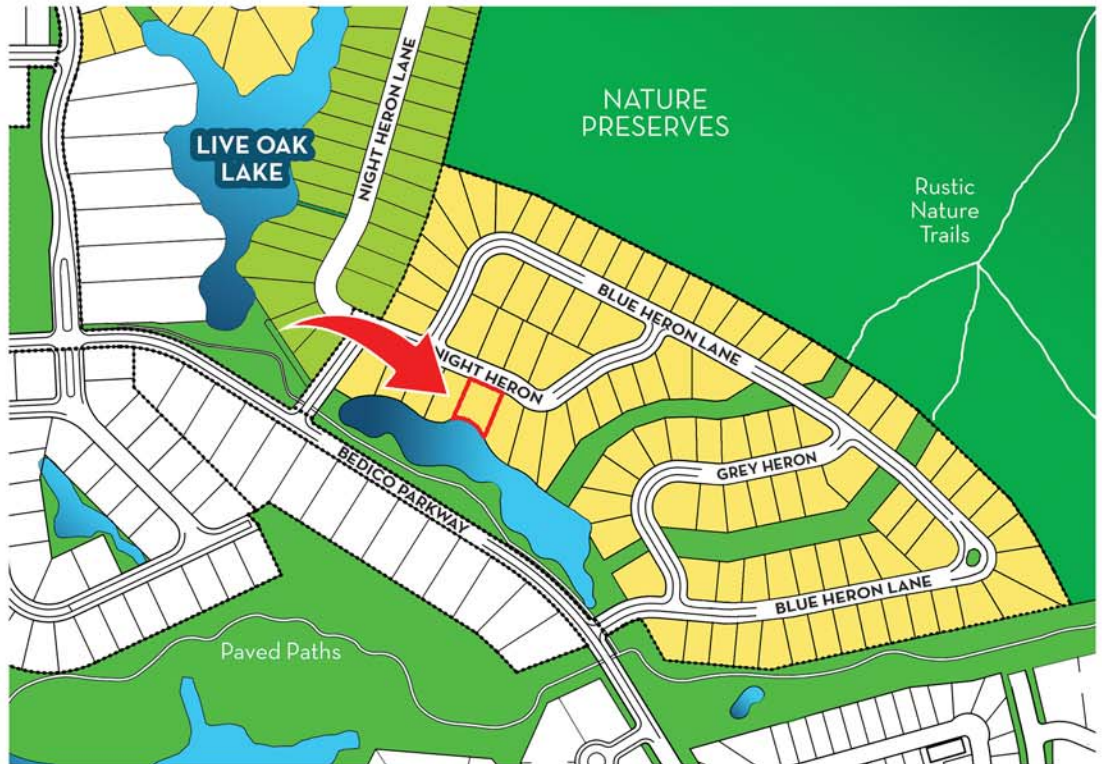 NATURE
PRESERVES
LIVE OAK
LAKE
NIGHT HERON LANE
Rustic
Nature
Trails
BLUE HERON LANE
NIGHT HERON
GREY HERON
BEDICO PARKWAY
BLUE HERON LANE
Paved Paths